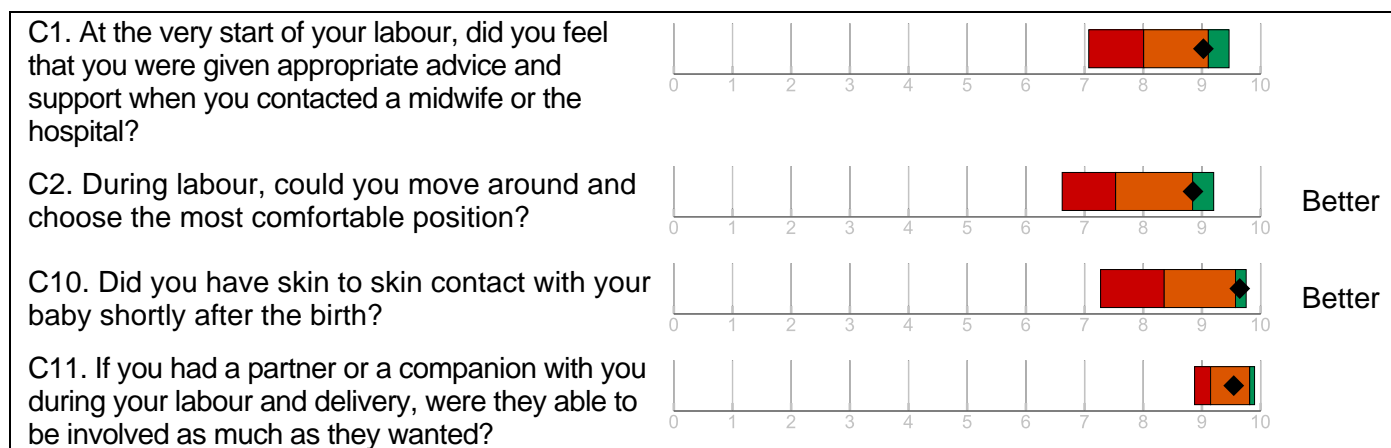 C1. At the very start of your labour, did you feel
that you were given appropriate advice and
support when you contacted a midwife or the
hospital?
0 1 2 3 4 5 6 7 8 9 10
C2. During labour, could you move around and
choose the most comfortable position?
Better
0 1 2 3 4 5 6 7 8 9 10
C10. Did you have skin to skin contact with your
baby shortly after the birth?
Better
0 1 2 3 4 5 6 7 8 9 10
C11. If you had a partner or a companion with you
during your labour and delivery, were they able to
be involved as much as they wanted?
0 1 2 3 4 5 6 7 8 9 10